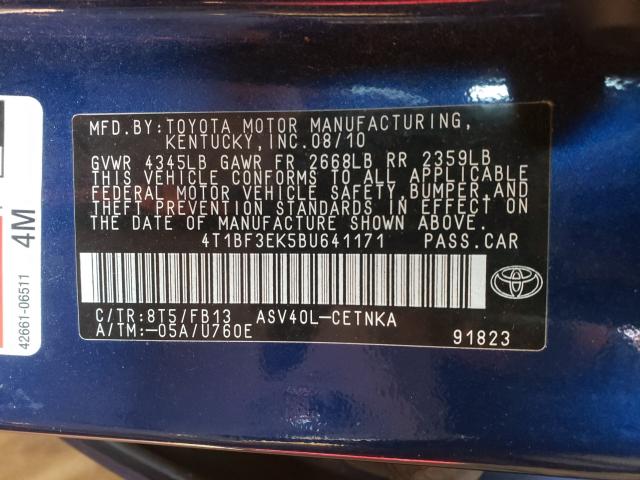 MFD.BY:TOYOTA MOTOR MANUFACTURING,
KENTUCKY,INC.08/10
GVWR 4345LB GAWR FR 2668LB RR 2359LB
THIS VEHICLE CONFORMS TO ALL APPLICABLE
FEDERAL MOTOR VEHICLE SAFETY,BUMPER,AND
THEFT PREVENTION STANDARDS IN EFFECT ON
THE DATE OF MANUFACTURE SHOWN ABOVE.
4T1BF3EK5BU641171 PASS.CAR
C/TR:8T5/FB13 ASV40L-CETNKA
A/TM:-05A/U760E 91823
4M
42661-06511